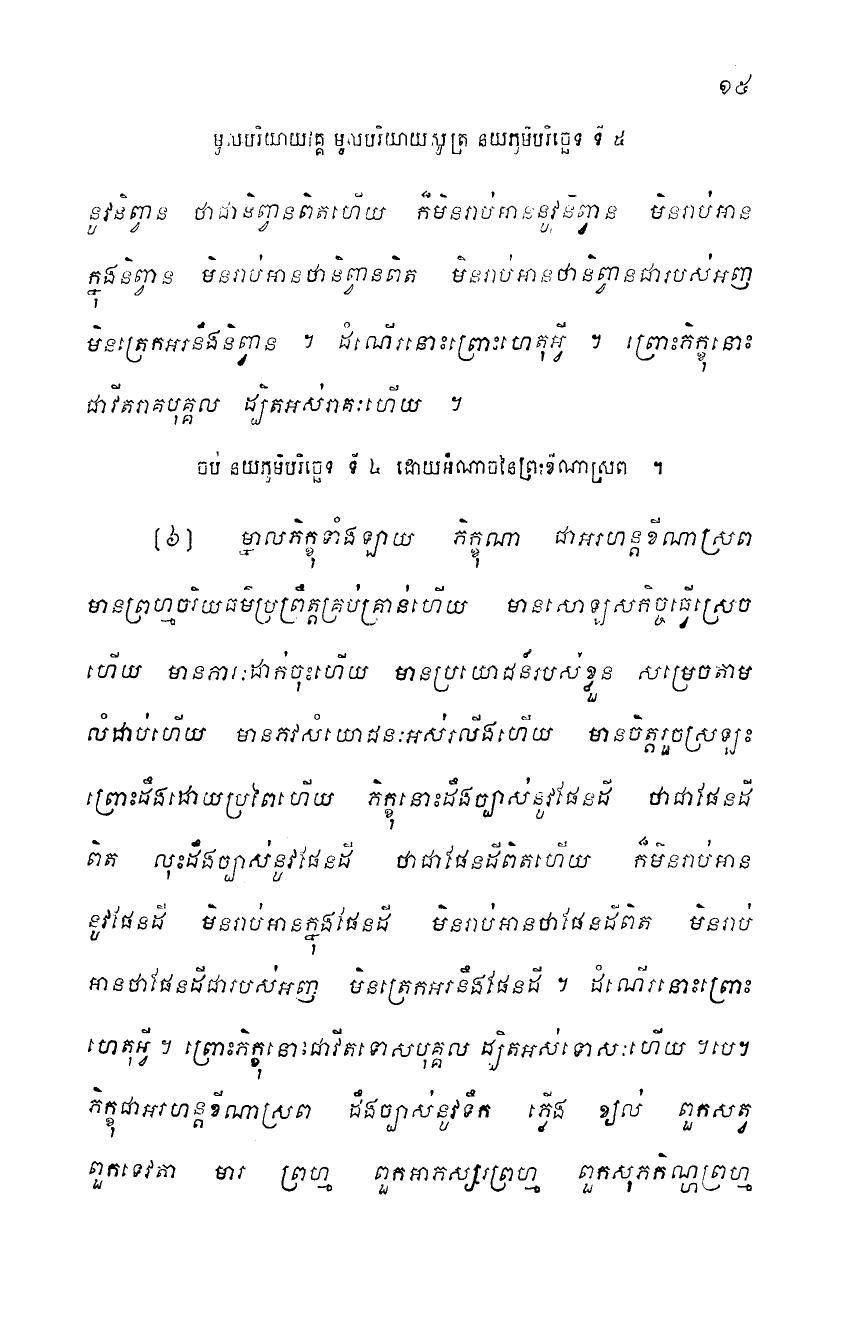 ១៥
មូលបរិយាយវគ្គ មូលបរិយាយសូត្រ នយភូមិបរិច្ឆេទ ទី ៥
នូវនិព្វាន ថាជានិព្វានពិតហើយ ក៏មិនរាប់អាននូវនិព្វាន មិនរាប់អាន
ក្នុងនិព្វាន មិនរាប់អានថានិព្វានពិត មិនរាប់អានថានិព្វានជារបស់អញ
មិនត្រេកអរនឹងនិព្វាន ។ ដំណើរនោះព្រោះហេតុអ្វី ។ ព្រោះភិក្ខុនោះ
ជាវីតរាគបុគ្គល ដ្បិតអស់រាគៈហើយ ។
ចប់ នយភូមិបរិច្ឆេទ ទី ៤ ដោយអំណាចនៃព្រះខីណាស្រព ។
[៦] ម្នាលភិក្ខុទាំងឡាយ ភិក្ខុណា ជាអរហន្តខីណាស្រព
មានព្រហ្មចរិយធម៌ប្រព្រឹត្តគ្រប់គ្រាន់ហើយ មានសោឡសកិច្ចធ្វើស្រេច
ហើយ មានភារៈដាក់ចុះហើយ មានប្រយោជន៍របស់ខ្លួន សម្រេចតាម
លំដាប់ហើយ មានភវសំយោជនៈអស់រលីងហើយ មានចិត្តរួចស្រឡះ
ព្រោះដឹងដោយប្រពៃហើយ ភិក្ខុនោះដឹងច្បាស់នូវផែនដី ថាជាផែនដី
ពិត លុះដឹងច្បាស់នូវផែនដី ថាជាផែនដីពិតហើយ ក៏មិនរាប់អាន
នូវផែនដី មិនរាប់អានក្នុងផែនដី មិនរាប់អានថាផែនដីពិត មិនរាប់
អានថាផែនដីជារបស់អញ មិនត្រេកអរនឹងផែនដី ។ ដំណើរនោះព្រោះ
ហេតុអ្វី ។ ព្រោះភិក្ខុនោះជាវីតទោសបុគ្គល ដ្បិតអស់ទោសៈហើយ ។បេ។
ភិក្ខុជាអរហន្តខីណាស្រព ដឹងច្បាស់នូវទឹក ភ្លើង ខ្យល់ ពួកសត្វ
ពួកទេវតា មារ ព្រហ្ម ពួកអាភស្សរព្រហ្ម ពួកសុភកិណ្ហព្រហ្ម